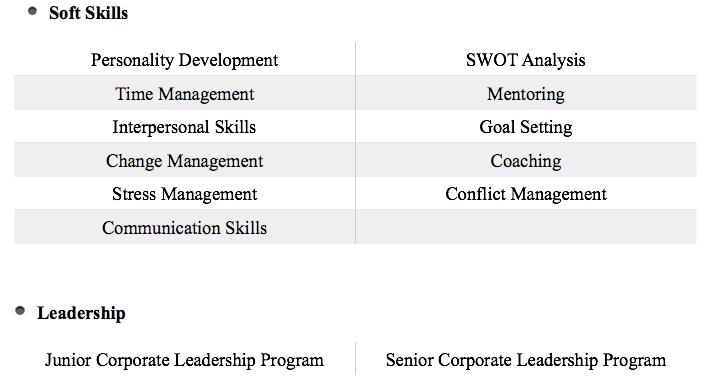 Soft Skills
Personality Development SWOT Analysis
Time Management Mentoring
Interpersonal Skills Goal Setting
Change Management Coaching
Stress Management Conflict Management
Communication Skills
Leadership
Junior Corporate Leadership Program Senior Corporate Leadership Program